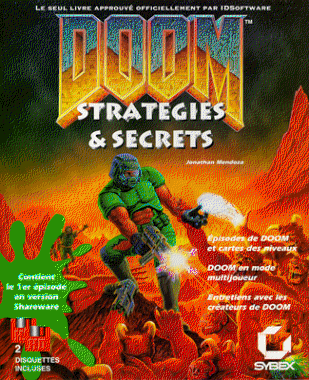 LE SEUL LIVRE APPROUVÉ OFFICIELLEMENT PAR IDSOFTWARE
DOOM™
STRATEGIES
& SECRETS
Jonathan Mendoza
Episodes de DOOM
et cartes des niveaux
DOOM en mode
multijoueur
Entretiens avec les
créateurs de DOOM
Contient
le 1er épisode
en version
Shareware
2
DISQUETTES
INCLUSES
SYBEX